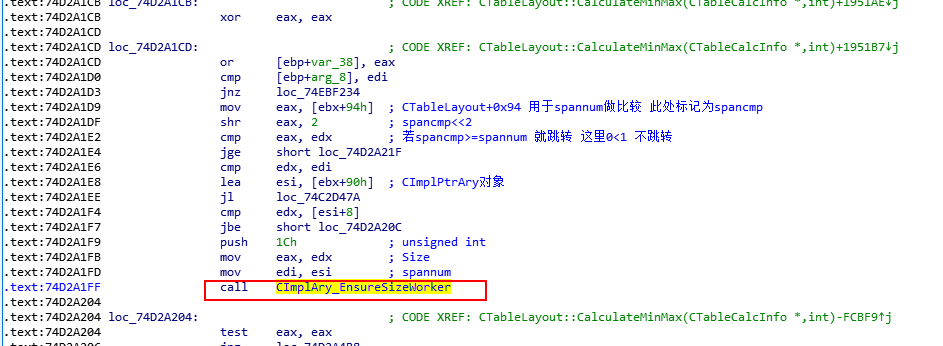 .text:74D2A1CB loc_74D2A1CB: ; CODE XREF: CTableLayout::CalculateMinMax(CTableCalcInfo *,int)+1951AE↓j
.text:74D2A1CB xor eax, eax
.text:74D2A1CD
.text:74D2A1CD loc_74D2A1CD: ; CODE XREF: CTableLayout::CalculateMinMax(CTableCalcInfo *,int)+1951B7↓j
.text:74D2A1CD or [ebp+var_38], eax
.text:74D2A1D0 cmp [ebp+arg_8], edi
.text:74D2A1D3 jnz loc_74EBF234
.text:74D2A1D9 mov eax, [ebx+94h] ; CTableLayout+0x94 用于spannum做比较 此处标记为spancmp
.text:74D2A1DF shr eax, 2 ; spancmp<<2
.text:74D2A1E2 cmp eax, edx ; 若spancmp>=spannum 就跳转 这里0<1 不跳转
.text:74D2A1E4 jge short loc_74D2A21F
.text:74D2A1E6 cmp edx, edi
.text:74D2A1E8 lea esi, [ebx+90h] ; CImplPtrAry对象
.text:74D2A1EE jl loc_74C2D47A
.text:74D2A1F4 cmp edx, [esi+8]
.text:74D2A1F7 jbe short loc_74D2A20C
.text:74D2A1F9 push 1Ch ; unsigned int
.text:74D2A1FB mov eax, edx ; Size
.text:74D2A1FD mov edi, esi ; spannum
.text:74D2A1FF call CImplAry_EnsureSizeWorker
.text:74D2A204
.text:74D2A204 loc_74D2A204: ; CODE XREF: CTableLayout::CalculateMinMax(CTableCalcInfo *,int)-FCBF9↑j
.text:74D2A204 test eax, eax
.text:74D2A206 jnz loc_74D2A4B8